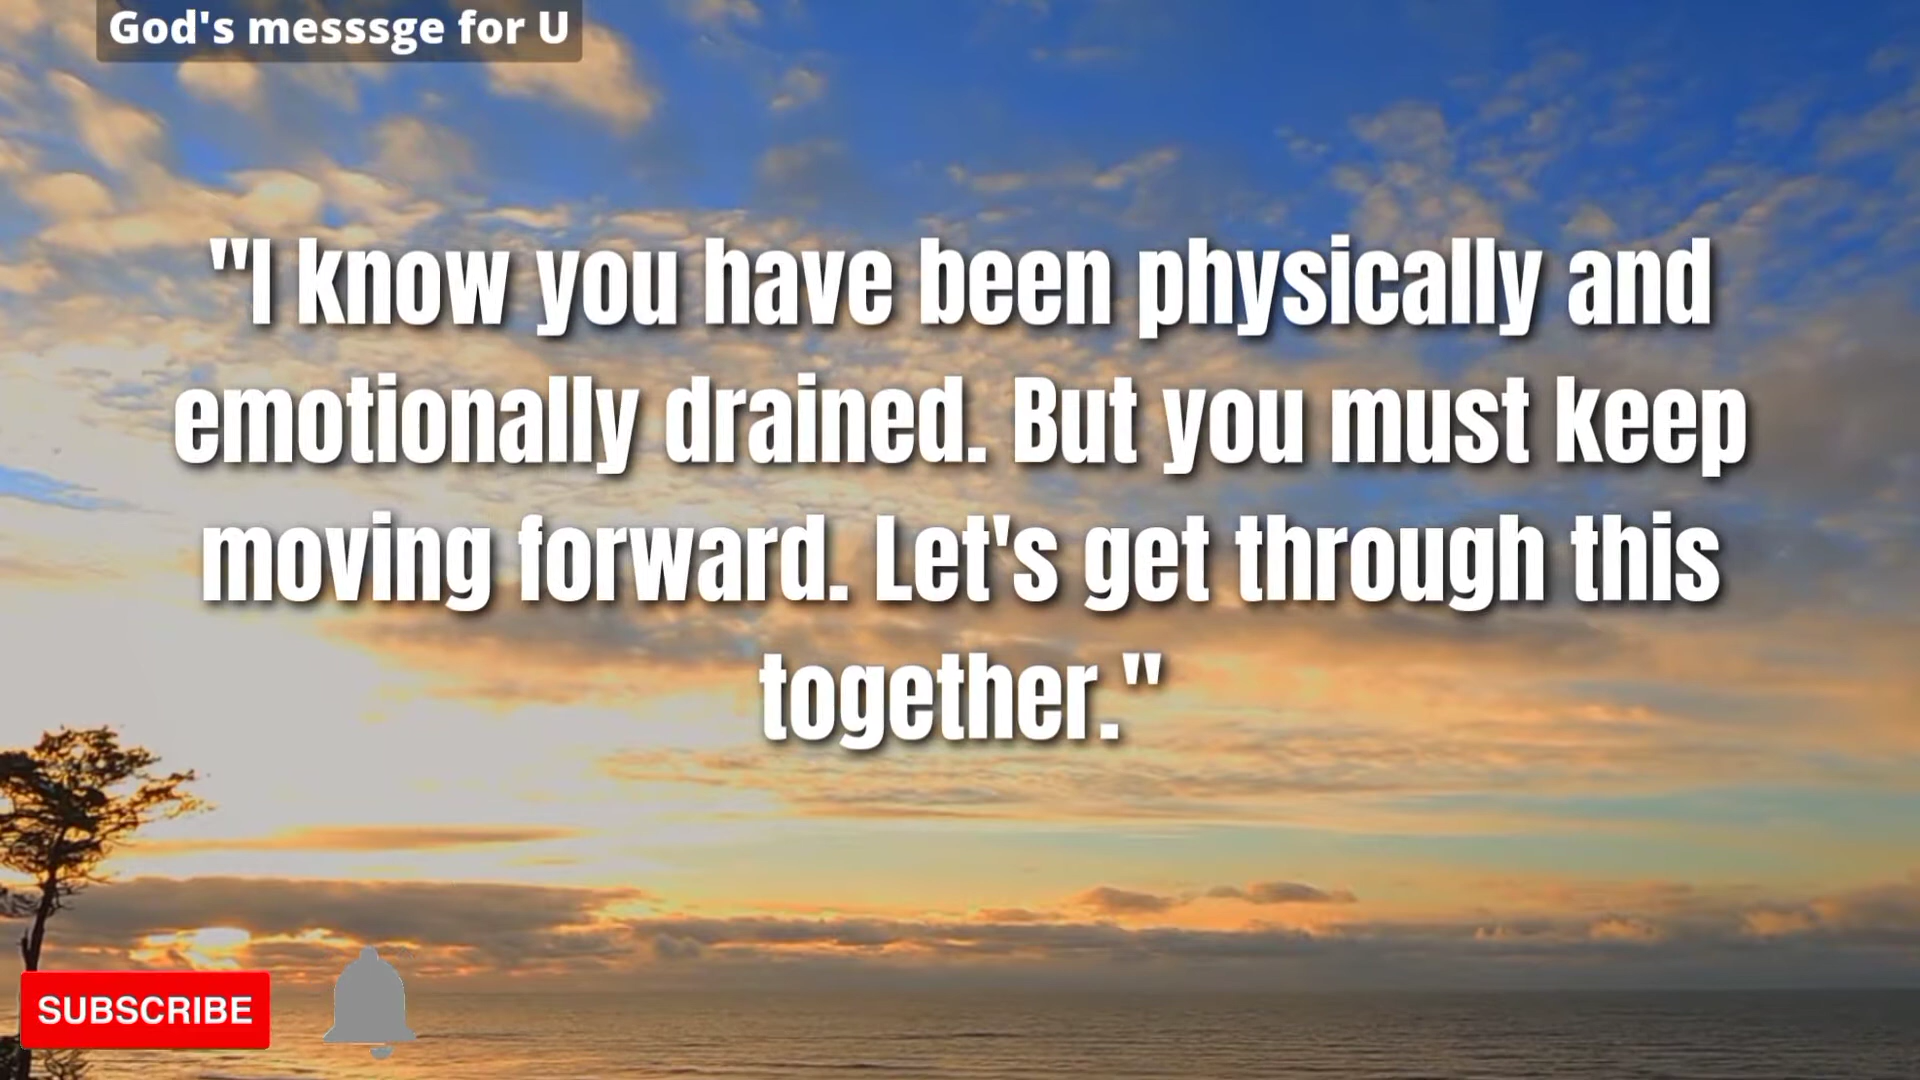 God's messsge for U
"I know you have been physically and
emotionally drained. But you must keep
moving forward. Let's get through this
together."
SUBSCRIBE